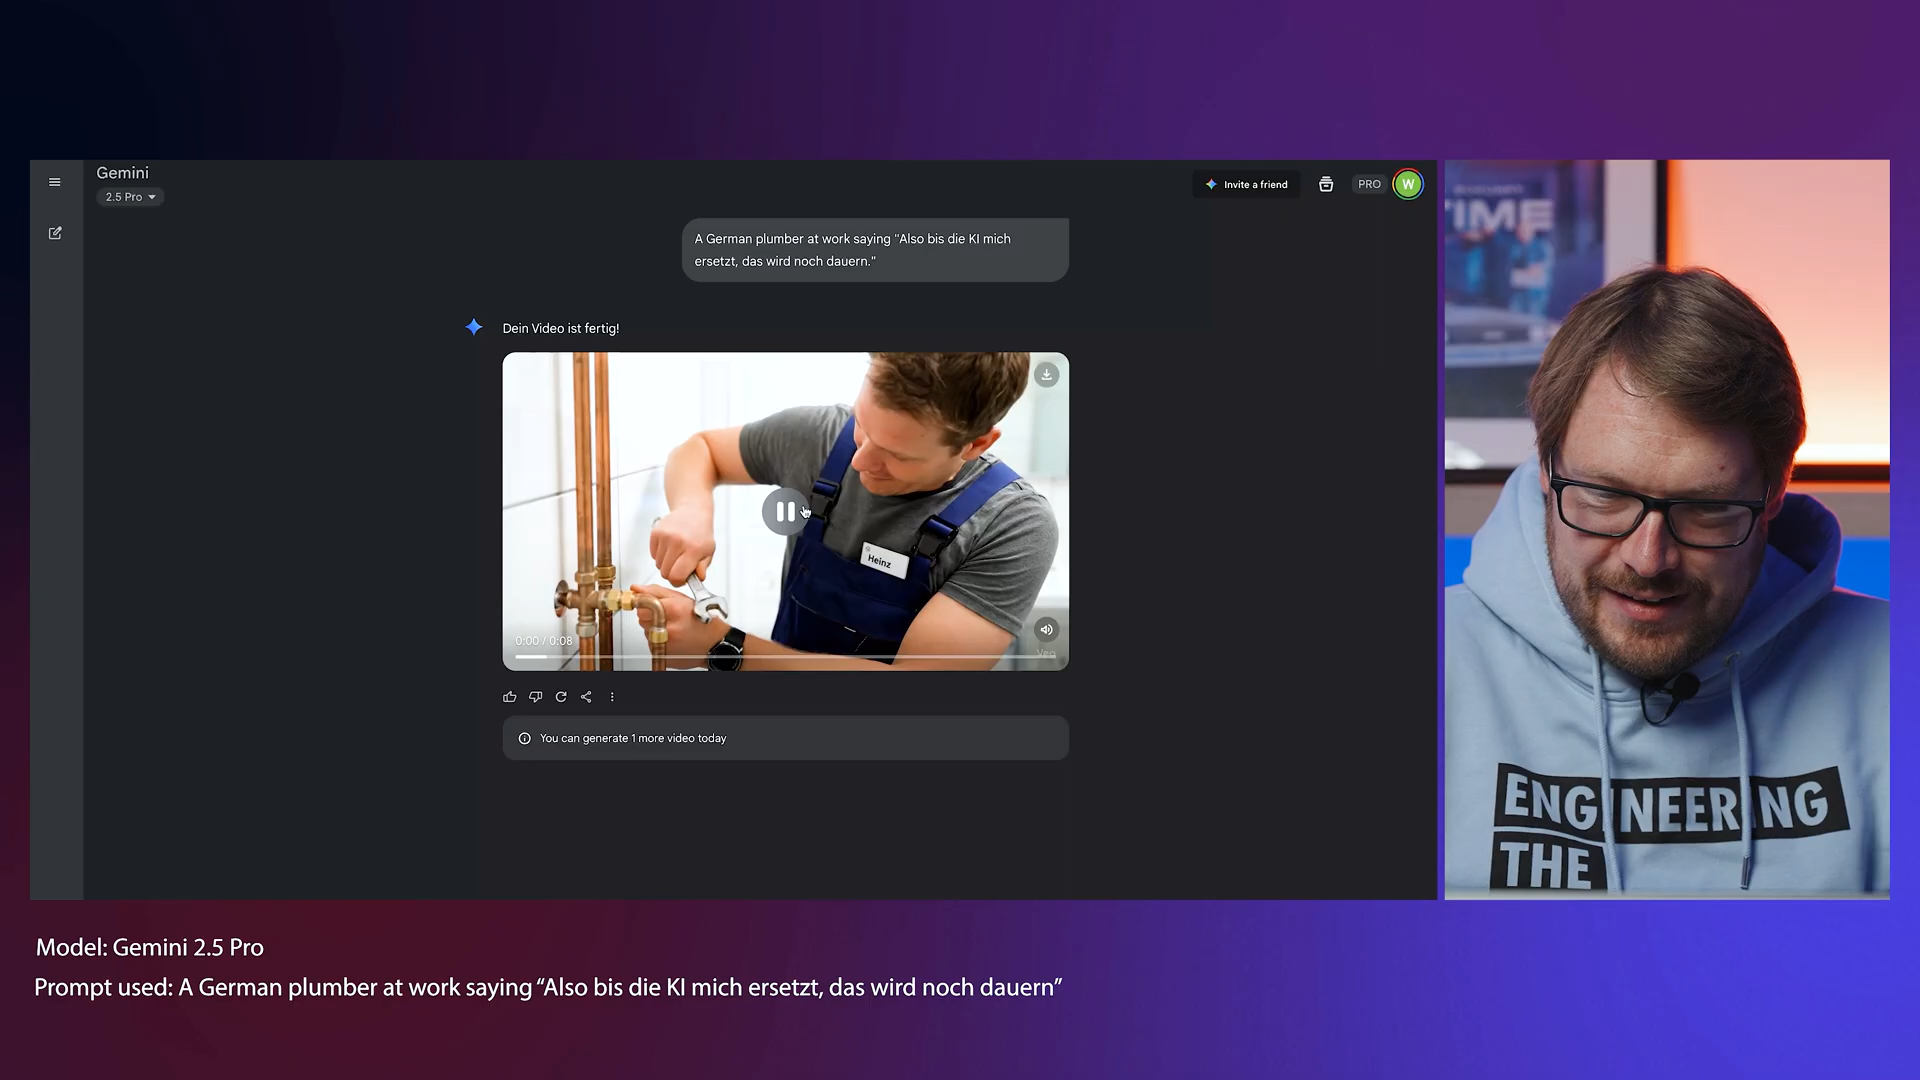 Gemini
2.5 Pro
Invite a friend
PRO
W
A German plumber at work saying "Also bis die KI mich
ersetzt, das wird noch dauern."
Dein Video ist fertig!
Heinz
0:00 / 0:08
Veo
You can generate 1 more video today
TIME
ENGINEERING
THE
Model: Gemini 2.5 Pro
Prompt used: A German plumber at work saying “Also bis die KI mich ersetzt, das wird noch dauern”